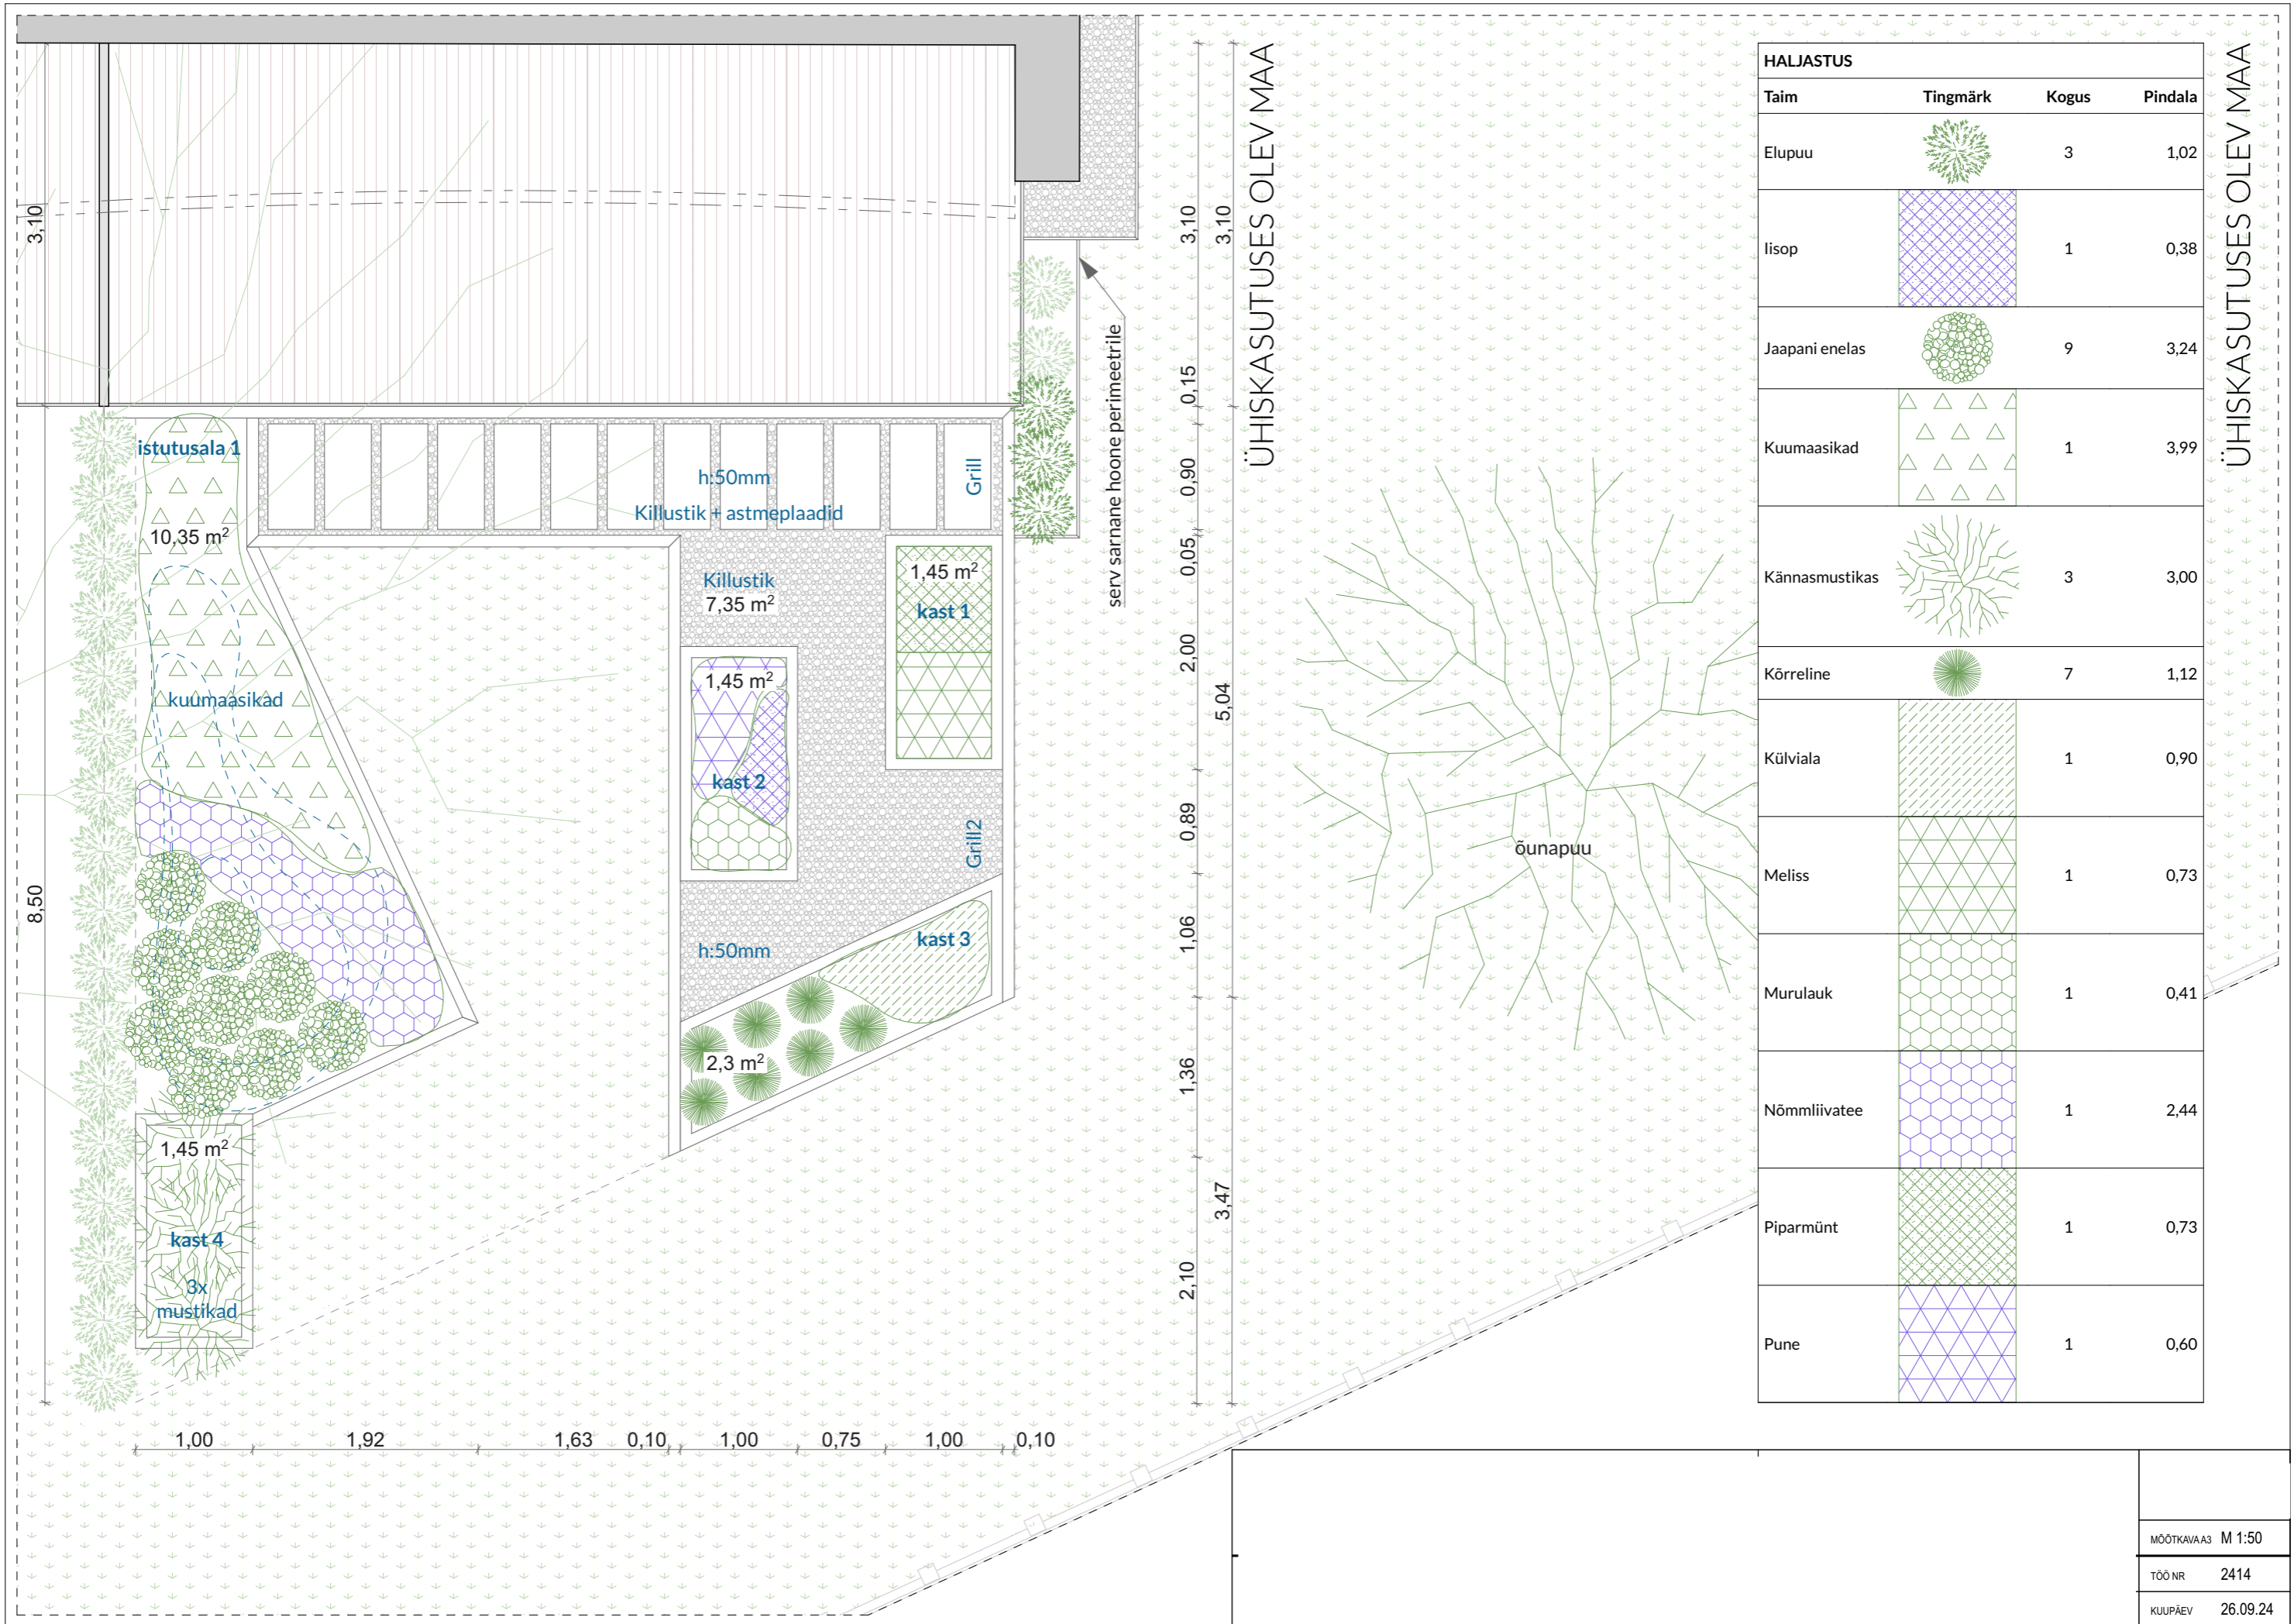 3,10
8,50
istutusala 1
10,35 m²
kuumaasikad
h:50mm
Killustik + astmeplaadid
Grill
Killustik
7,35 m²
1,45 m²
kast 1
1,45 m²
kast 2
Grill2
h:50mm
kast 3
2,3 m²
1,45 m²
kast 4
3x
mustikad
serv sarnane hoone perimeetrile
3,10
0,15
0,90
0,05
2,00
0,89
1,06
1,36
2,10
3,10
5,04
3,47
1,00 1,92 1,63 0,10 1,00 0,75 1,00 0,10
ÜHISKASUTUSES OLEV MAA
õunapuu
HALJASTUS
Taim Tingmärk Kogus Pindala
Elupuu 3 1,02
Iisop 1 0,38
Jaapani enelas 9 3,24
Kuumaasikad 1 3,99
Kännasmustikas 3 3,00
Kõrreline 7 1,12
Külviala 1 0,90
Meliss 1 0,73
Murulauk 1 0,41
Nõmmliivatee 1 2,44
Piparmünt 1 0,73
Pune 1 0,60
ÜHISKASUTUSES OLEV MAA
MÕÕTKAVA A3 M 1:50
TÖÖ NR 2414
KUUPÄEV 26.09.24